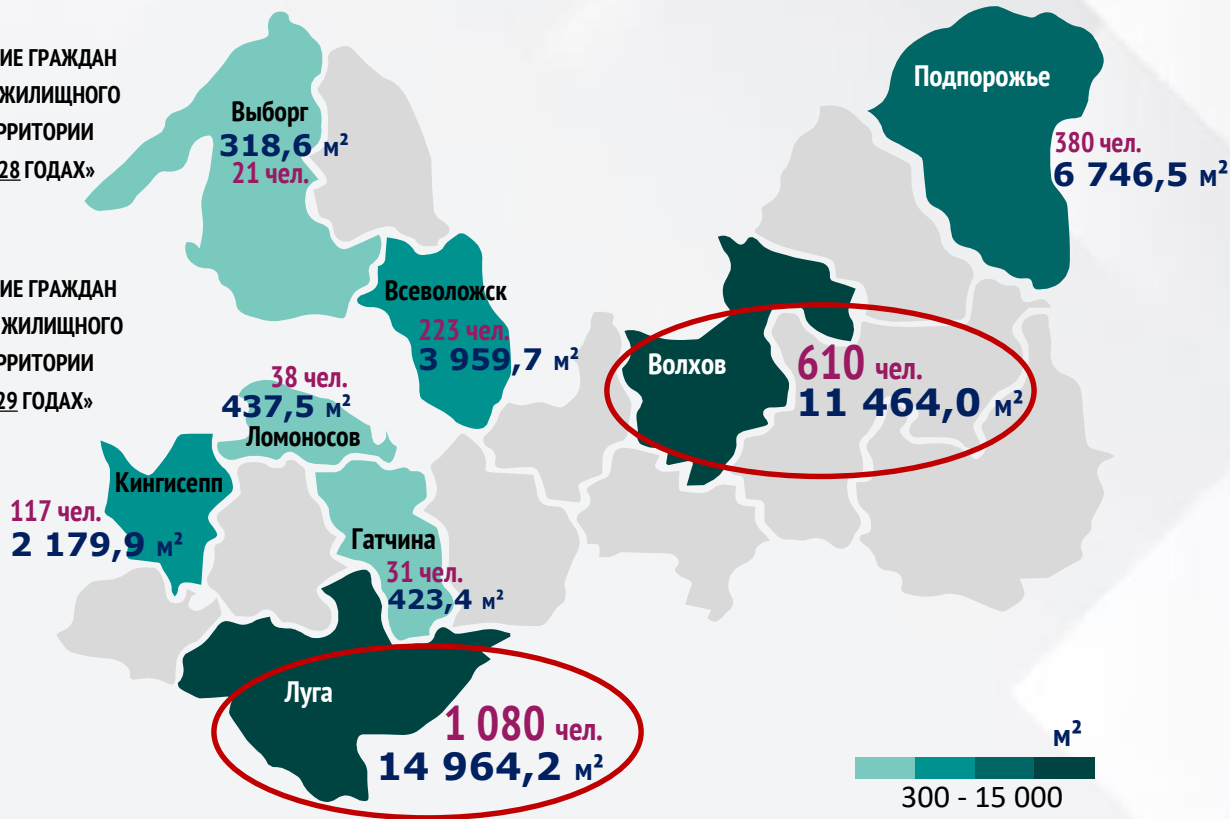 ИЕ ГРАЖДАН
ЖИЛИЩНОГО
РРИТОРИИ
28 ГОДАХ»
ИЕ ГРАЖДАН
ЖИЛИЩНОГО
РРИТОРИИ
29 ГОДАХ»
Выборг
318,6 м²
21 чел.
Подпорожье
380 чел.
6 746,5 м²
Всеволожск
223 чел.
3 959,7 м²
Волхов
610 чел.
11 464,0 м²
38 чел.
437,5 м²
Ломоносов
Кингисепп
117 чел.
2 179,9 м²
Гатчина
31 чел.
423,4 м²
Луга
1 080 чел.
14 964,2 м²
м²
300 - 15 000